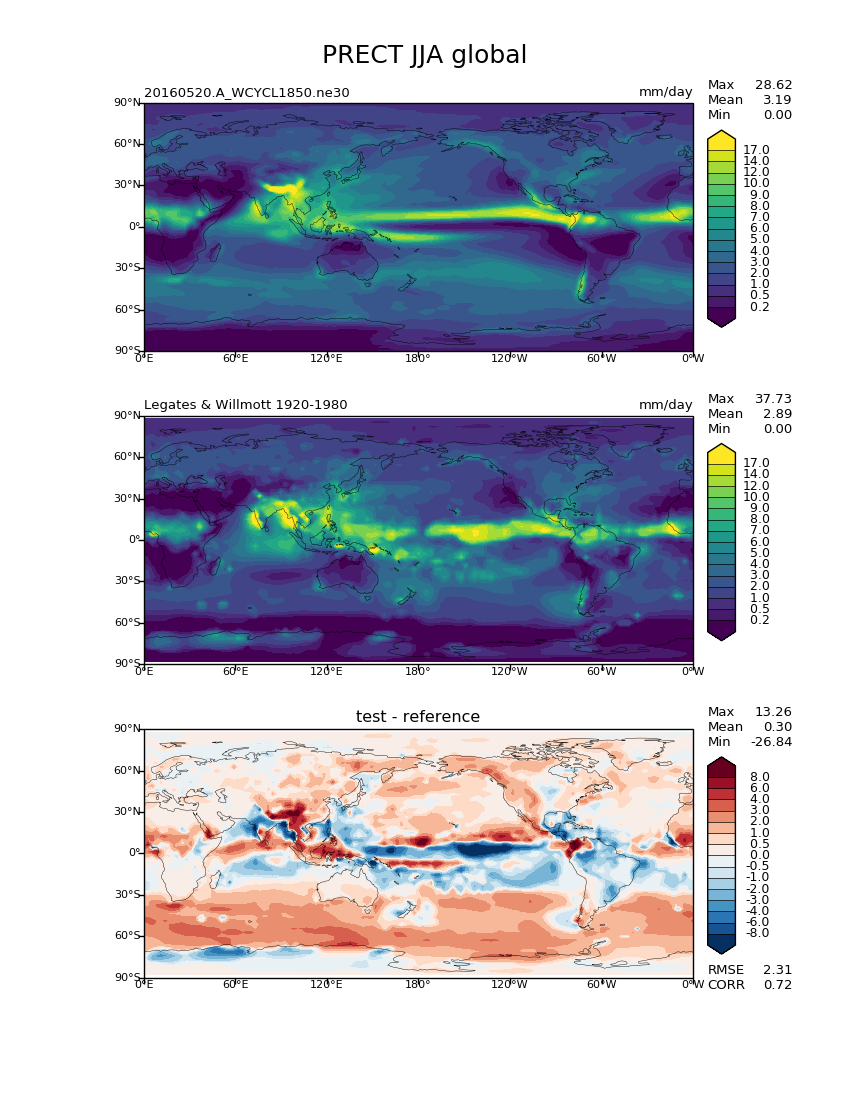 PRECT JJA global
20160520.A_WCYCL1850.ne30
mm/day
Max 28.62
Mean 3.19
Min 0.00
90°N
60°N
30°N
0°
30°S
60°S
90°S
0°E 60°E 120°E 180° 120°W 60°W 0°W
17.0
14.0
12.0
10.0
9.0
8.0
7.0
6.0
5.0
4.0
3.0
2.0
1.0
0.5
0.2
Legates & Willmott 1920-1980
mm/day
Max 37.73
Mean 2.89
Min 0.00
90°N
60°N
30°N
0°
30°S
60°S
90°S
0°E 60°E 120°E 180° 120°W 60°W 0°W
17.0
14.0
12.0
10.0
9.0
8.0
7.0
6.0
5.0
4.0
3.0
2.0
1.0
0.5
0.2
test - reference
Max 13.26
Mean 0.30
Min -26.84
90°N
60°N
30°N
0°
30°S
60°S
90°S
0°E 60°E 120°E 180° 120°W 60°W 0°W
8.0
6.0
4.0
3.0
2.0
1.0
0.5
0.0
-0.5
-1.0
-2.0
-3.0
-4.0
-6.0
-8.0
RMSE 2.31
CORR 0.72